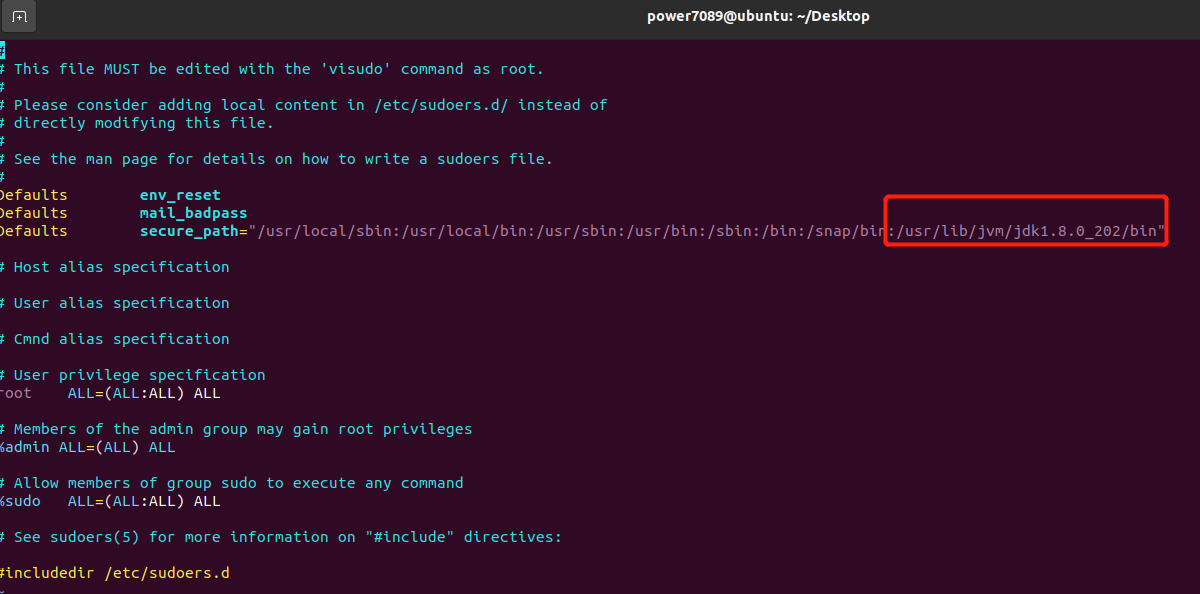 power7089@ubuntu: ~/Desktop
#
# This file MUST be edited with the 'visudo' command as root.
#
# Please consider adding local content in /etc/sudoers.d/ instead of
# directly modifying this file.
#
# See the man page for details on how to write a sudoers file.
#
Defaults        env_reset
Defaults        mail_badpass
Defaults        secure_path="/usr/local/sbin:/usr/local/bin:/usr/sbin:/usr/bin:/sbin:/bin:/snap/bin:/usr/lib/jvm/jdk1.8.0_202/bin"
# Host alias specification
# User alias specification
# Cmnd alias specification
# User privilege specification
root    ALL=(ALL:ALL) ALL
# Members of the admin group may gain root privileges
%admin ALL=(ALL) ALL
# Allow members of group sudo to execute any command
%sudo   ALL=(ALL:ALL) ALL
# See sudoers(5) for more information on "#include" directives:
#includedir /etc/sudoers.d
~